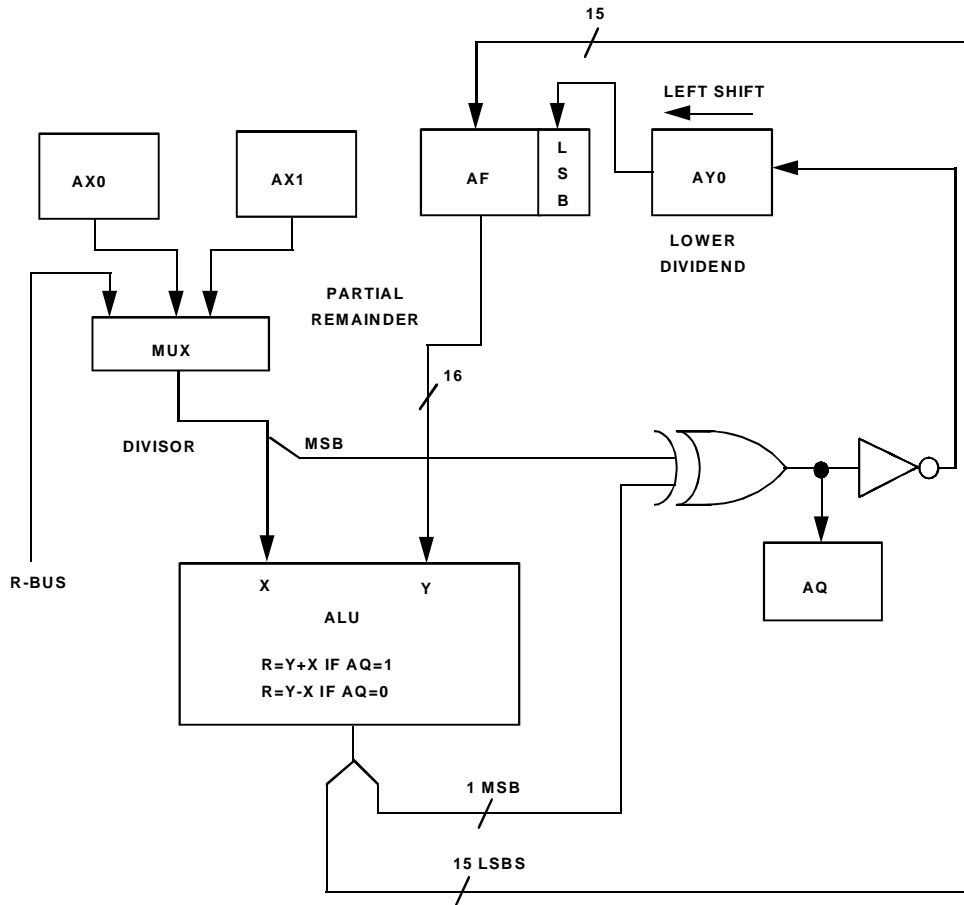 15
LEFT SHIFT
AX0
AX1
AF
L
S
B
AY0
LOWER
DIVIDEND
PARTIAL
REMAINDER
MUX
16
DIVISOR
MSB
R-BUS
X
Y
ALU
AQ
R=Y+X IF AQ=1
R=Y-X IF AQ=0
1 MSB
15 LSBS